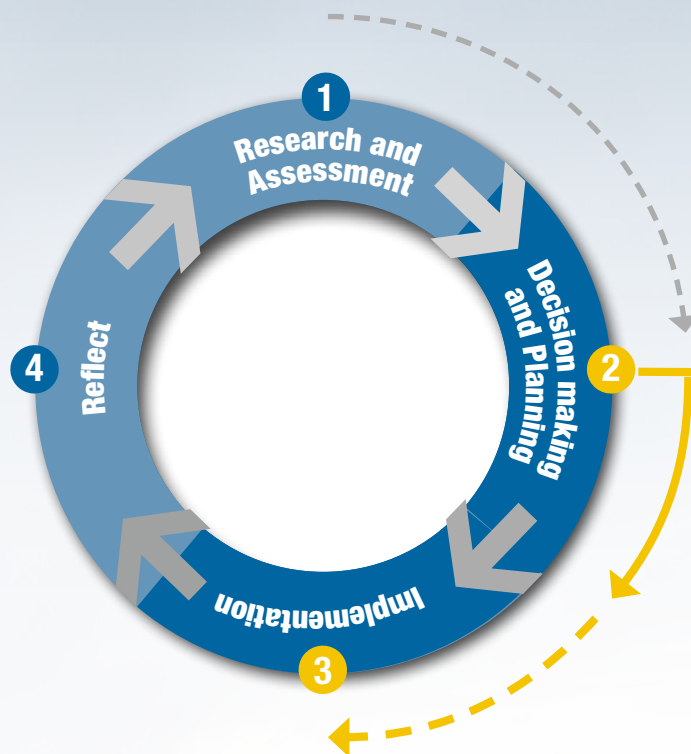 1
Research and
Assessment
2
Decision making
and Planning
3
Implementation
4
Reflect